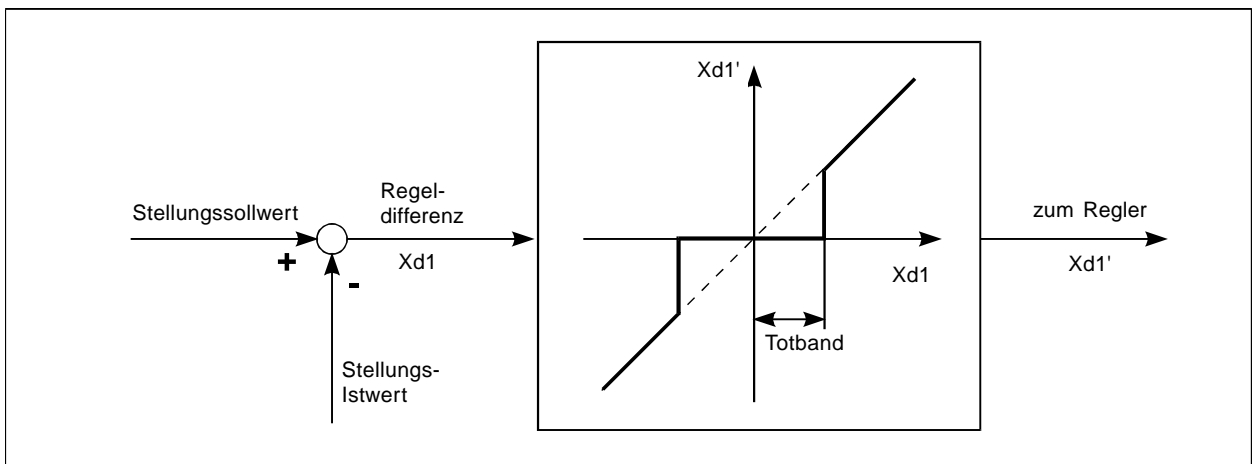 Stellungssollwert
+
-
Stellungs-
Istwert
Regel-
differenz
Xd1
Xd1'
Xd1
Totband
zum Regler
Xd1'